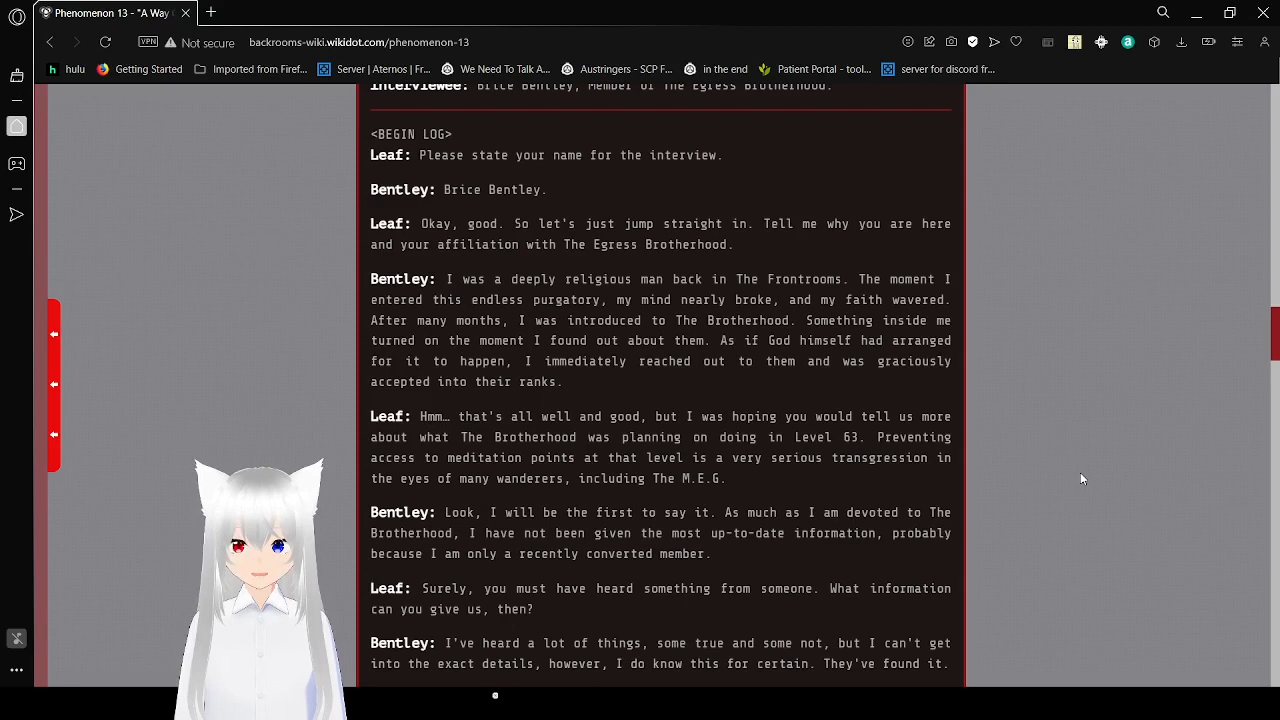 Phenomenon 13 - "A Way
VPN Not secure backrooms-wiki.wikidot.com/phenomenon-13
hulu Getting Started Imported from Firef... Server | Aternos | Fr... We Need To Talk A... Austringers - SCP F... in the end Patient Portal - tool... server for discord fr...
Interviewee: Brice Bentley, Member of The Egress Brotherhood.
<BEGIN LOG>
Leaf: Please state your name for the interview.
Bentley: Brice Bentley.
Leaf: Okay, good. So let's just jump straight in. Tell me why you are here
and your affiliation with The Egress Brotherhood.
Bentley: I was a deeply religious man back in The Frontrooms. The moment I
entered this endless purgatory, my mind nearly broke, and my faith wavered.
After many months, I was introduced to The Brotherhood. Something inside me
turned on the moment I found out about them. As if God himself had arranged
for it to happen, I immediately reached out to them and was graciously
accepted into their ranks.
Leaf: Hmm… that's all well and good, but I was hoping you would tell us more
about what The Brotherhood was planning on doing in Level 63. Preventing
access to meditation points at that level is a very serious transgression in
the eyes of many wanderers, including The M.E.G.
Bentley: Look, I will be the first to say it. As much as I am devoted to The
Brotherhood, I have not been given the most up-to-date information, probably
because I am only a recently converted member.
Leaf: Surely, you must have heard something from someone. What information
can you give us, then?
Bentley: I've heard a lot of things, some true and some not, but I can't get
into the exact details, however, I do know this for certain. They've found it.